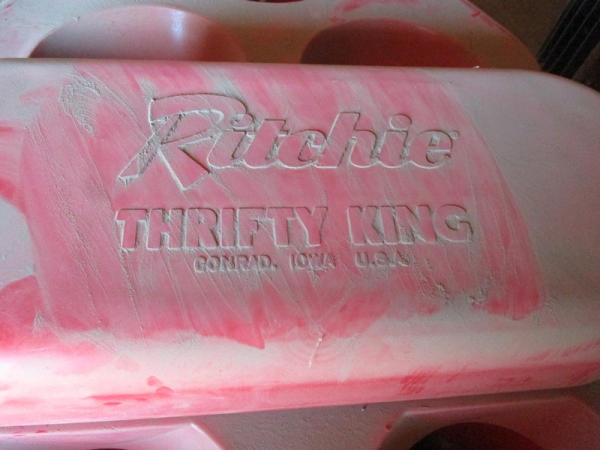 Ritchie
THRIFTY KING
CONRAD, IOWA U.S.A.